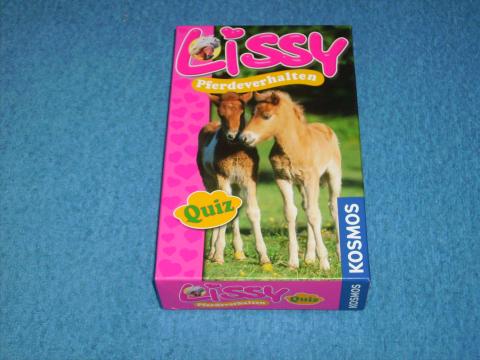 Lissy
Pferdeverhalten
Quiz
KOSMOS
Lissy
Pferdeverhalten
Quiz
KOSMOS